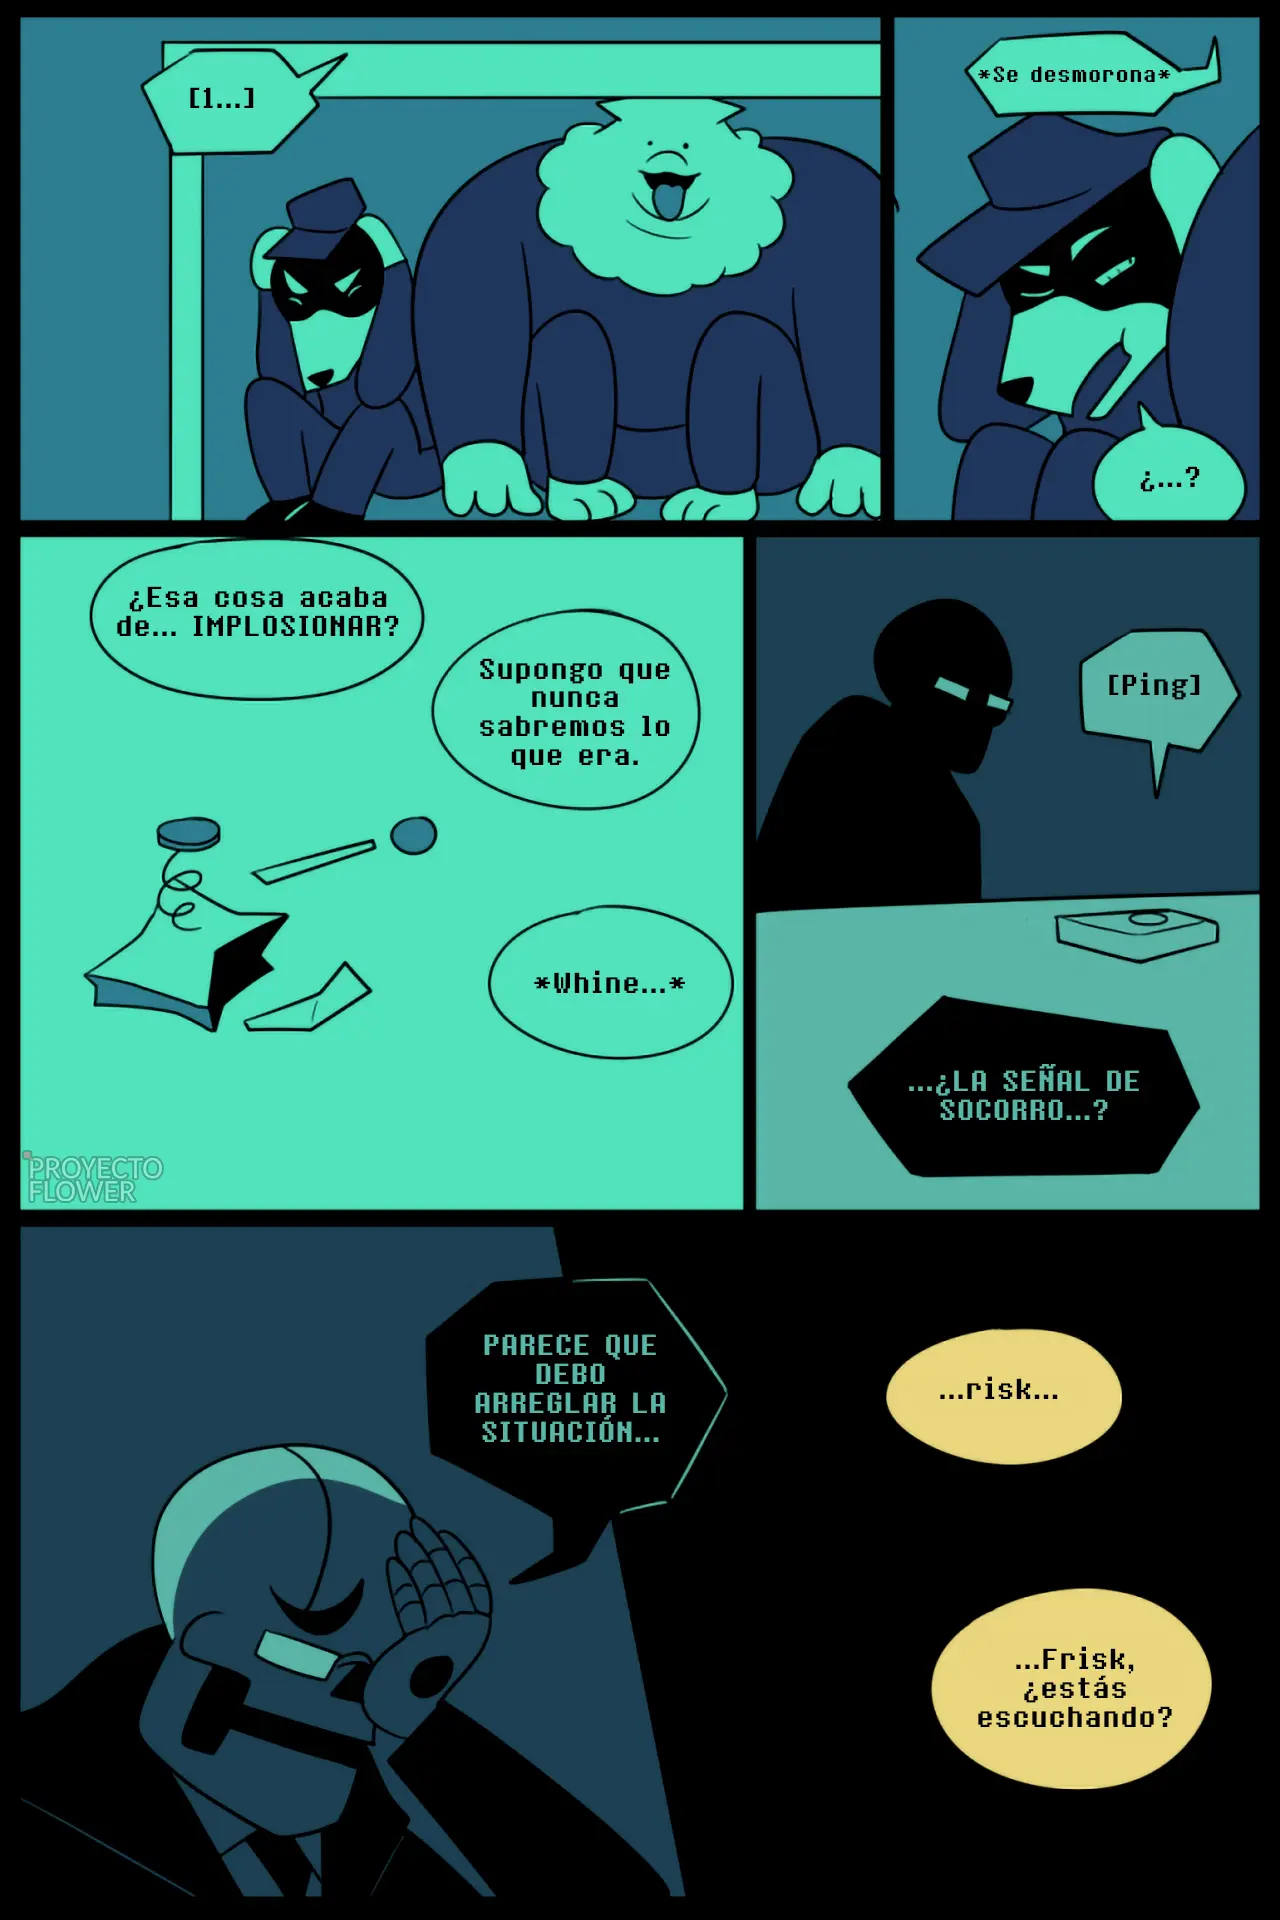 [1...]
*Se desmorona*
¿...?
¿Esa cosa acaba
de... IMPLOSIONAR?
Supongo que
nunca
sabremos lo
que era.
*Whine...*
[Ping]
...¿LA SEÑAL DE
SOCORRO...?
PROYECTO
FLOWER
PARECE QUE
DEBO
ARREGLAR LA
SITUACIÓN...
...risk...
...Frisk,
¿estás
escuchando?